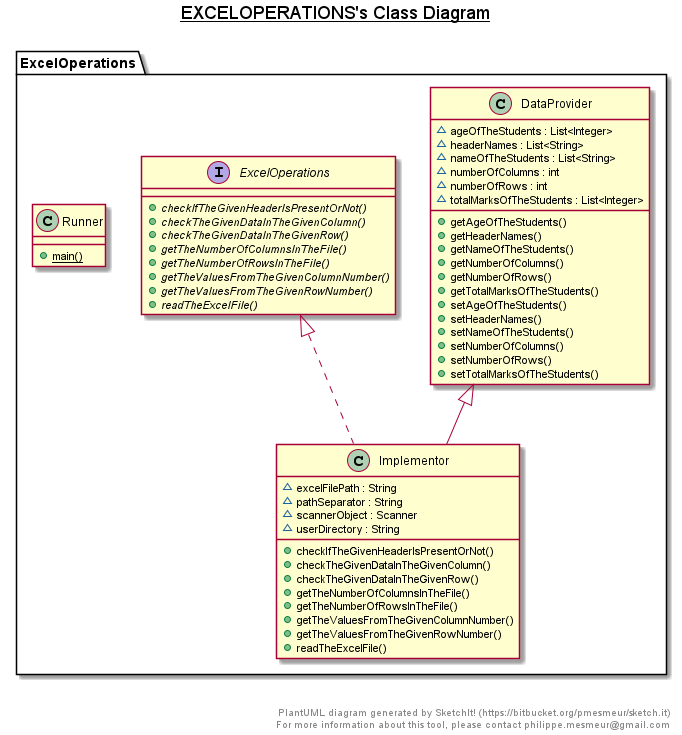 EXCELOPERATIONS's Class Diagram
ExcelOperations
C Runner
main()
I ExcelOperations
checkIfTheGivenHeaderIsPresentOrNot()
checkTheGivenDataInTheGivenColumn()
checkTheGivenDataInTheGivenRow()
getTheNumberOfColumnsInTheFile()
getTheNumberOfRowsInTheFile()
getTheValuesFromTheGivenColumnNumber()
getTheValuesFromTheGivenRowNumber()
readTheExcelFile()
C DataProvider
ageOfTheStudents : List<Integer>
headerNames : List<String>
nameOfTheStudents : List<String>
numberOfColumns : int
numberOfRows : int
totalMarksOfTheStudents : List<Integer>
getAgeOfTheStudents()
getHeaderNames()
getNameOfTheStudents()
getNumberOfColumns()
getNumberOfRows()
getTotalMarksOfTheStudents()
setAgeOfTheStudents()
setHeaderNames()
setNameOfTheStudents()
setNumberOfColumns()
setNumberOfRows()
setTotalMarksOfTheStudents()
C Implementor
excelFilePath : String
pathSeparator : String
scannerObject : Scanner
userDirectory : String
checkIfTheGivenHeaderIsPresentOrNot()
checkTheGivenDataInTheGivenColumn()
checkTheGivenDataInTheGivenRow()
getTheNumberOfColumnsInTheFile()
getTheNumberOfRowsInTheFile()
getTheValuesFromTheGivenColumnNumber()
getTheValuesFromTheGivenRowNumber()
readTheExcelFile()
PlantUML diagram generated by SketchIt! (https://bitbucket.org/pmesmeur/sketch.it)
For more information about this tool, please contact philippe.mesmeur@gmail.com